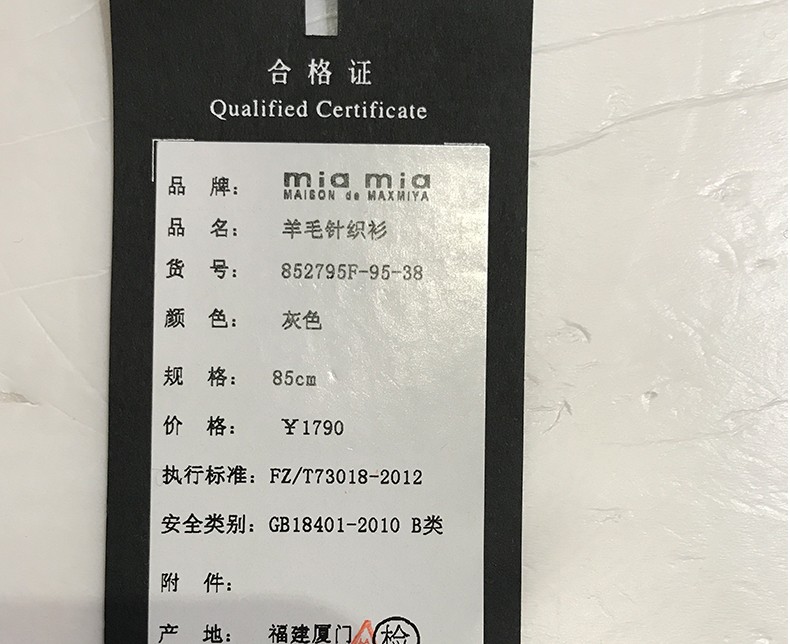 合格证
Qualified Certificate
品 牌: mia mia
MAISON de MAXMIYA
品 名: 羊毛针织衫
货 号: 852795F-95-38
颜 色: 灰色
规 格: 85cm
价 格: ￥1790
执行标准: FZ/T73018-2012
安全类别: GB18401-2010 B类
附 件:
产 地: 福建厦门 检